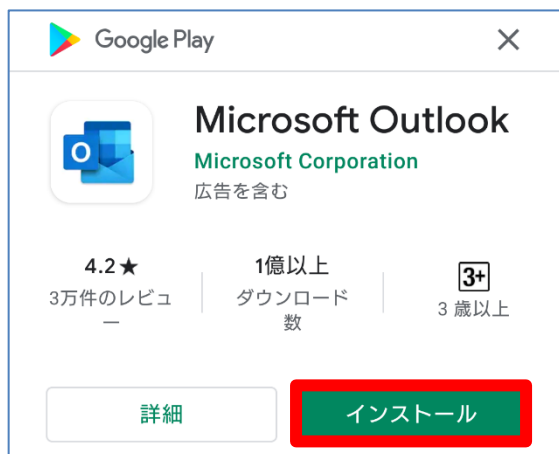 Google Play
Microsoft Outlook
O
Microsoft Corporation
広告を含む
4.2★
3万件のレビュ
ー
1億以上
ダウンロード
数
3+
3 歳以上
詳細
インストール